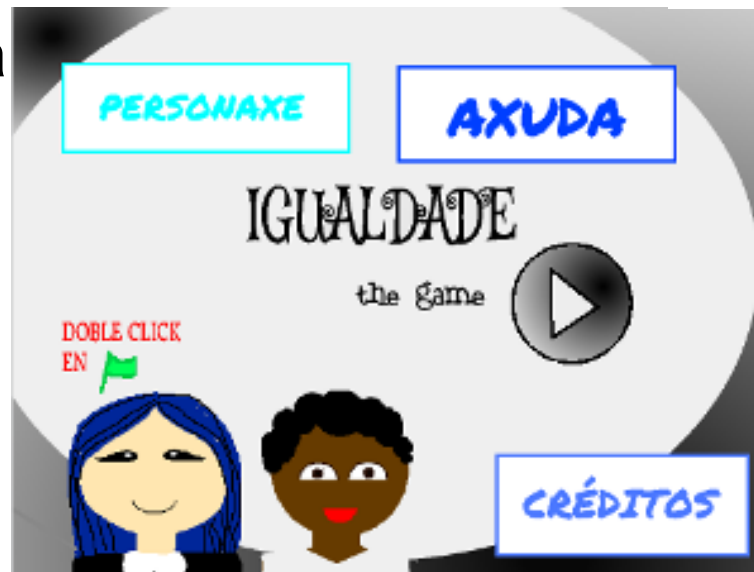 PERSONAXE
AXUDA
IGUALDADE
the game
DOBLE CLICK
EN
CRÉDITOS